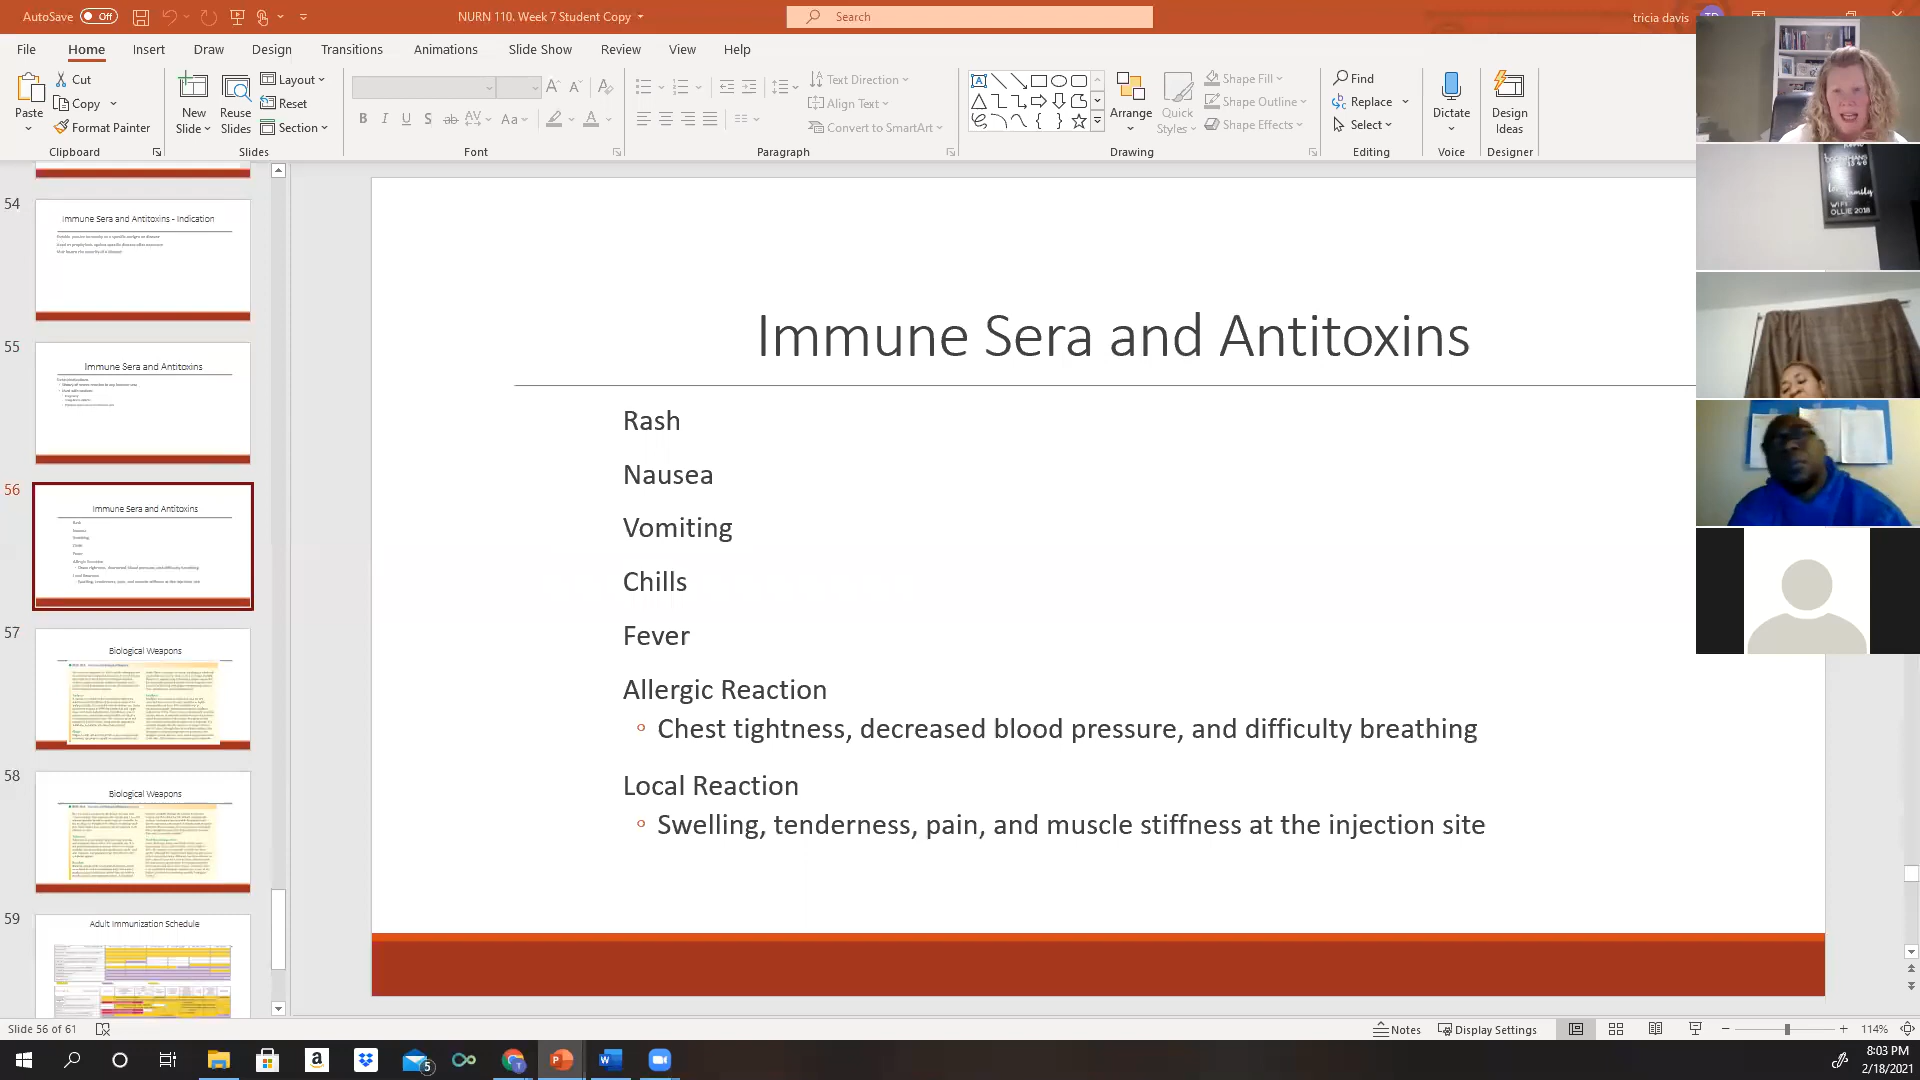 AutoSave Off
NURN 110. Week 7 Student Copy
Search
tricia davis
File Home Insert Draw Design Transitions Animations Slide Show Review View Help
Paste
Cut
Copy
Format Painter
Clipboard
New Slide
Reuse Slides
Layout
Reset
Section
Slides
Font
Text Direction
Align Text
Convert to SmartArt
Paragraph
Arrange
Quick Styles
Shape Fill
Shape Outline
Shape Effects
Drawing
Find
Replace
Select
Editing
Dictate
Voice
Design Ideas
Designer
54
Immune Sera and Antitoxins - Indication
55
Immune Sera and Antitoxins
56
Immune Sera and Antitoxins
57
Biological Weapons
58
Biological Weapons
59
Adult Immunization Schedule
Immune Sera and Antitoxins
Rash
Nausea
Vomiting
Chills
Fever
Allergic Reaction
Chest tightness, decreased blood pressure, and difficulty breathing
Local Reaction
Swelling, tenderness, pain, and muscle stiffness at the injection site
family
WIFI
OLLIE 2018
Slide 56 of 61
Notes
Display Settings
114%
5
8:03 PM
2/18/2021